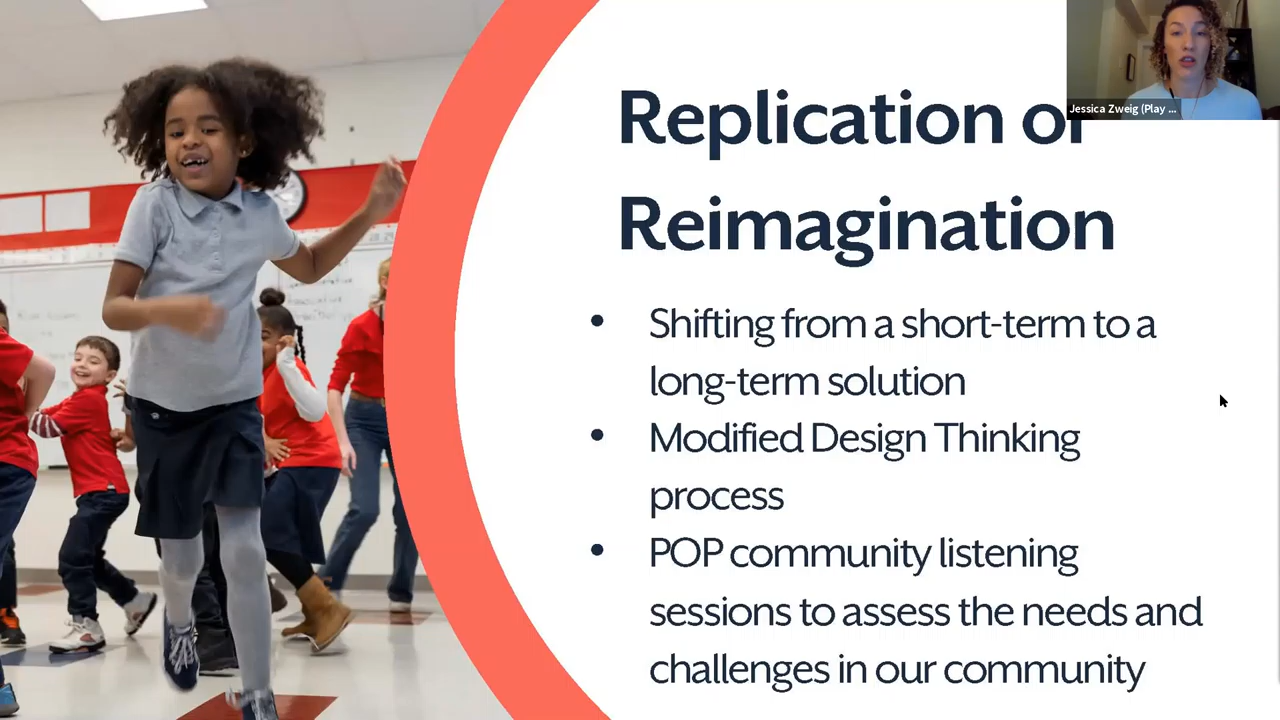 Replication or
Reimagination
• Shifting from a short-term to a
long-term solution
• Modified Design Thinking
process
• POP community listening
sessions to assess the needs and
challenges in our community
Jessica Zweig (Play ...